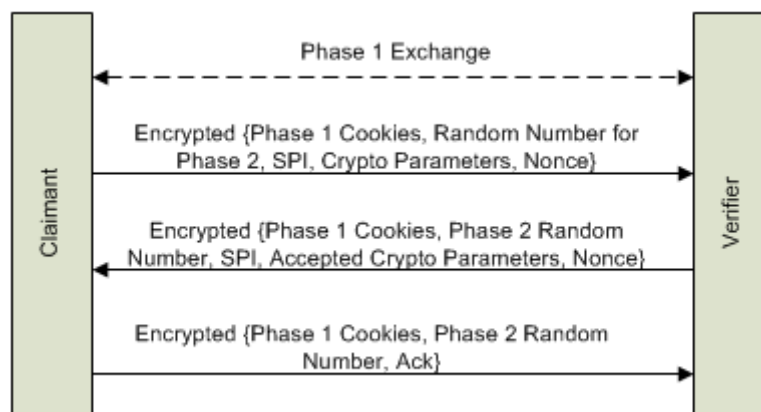 Phase 1 Exchange
Encrypted {Phase 1 Cookies, Random Number for
Phase 2, SPI, Crypto Parameters, Nonce}
Claimant
Verifier
Encrypted {Phase 1 Cookies, Phase 2 Random
Number, SPI, Accepted Crypto Parameters, Nonce}
Encrypted {Phase 1 Cookies, Phase 2 Random
Number, Ack}